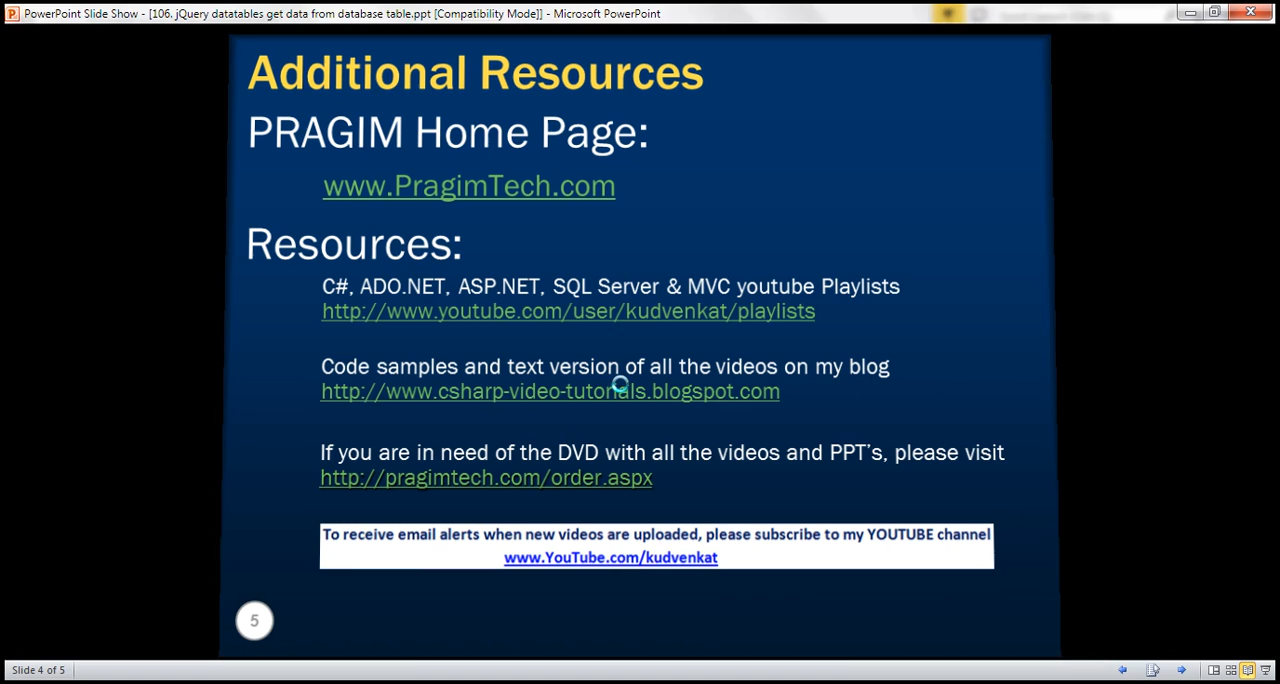 PowerPoint Slide Show - [106. jQuery datatables get data from database table.ppt [Compatibility Mode]] - Microsoft PowerPoint
Additional Resources
PRAGIM Home Page:
www.PragimTech.com
Resources:
C#, ADO.NET, ASP.NET, SQL Server & MVC youtube Playlists
http://www.youtube.com/user/kudvenkat/playlists
Code samples and text version of all the videos on my blog
http://www.csharp-video-tutorials.blogspot.com
If you are in need of the DVD with all the videos and PPT's, please visit
http://pragimtech.com/order.aspx
To receive email alerts when new videos are uploaded, please subscribe to my YOUTUBE channel
www.YouTube.com/kudvenkat
5
Slide 4 of 5